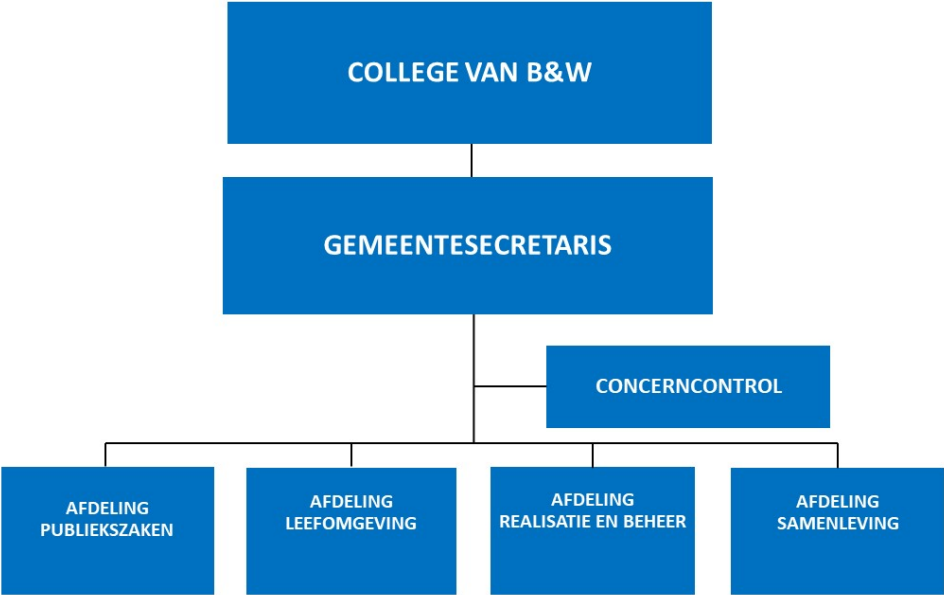 COLLEGE VAN B&W
GEMEENTESECRETARIS
CONCERNCONTROL
AFDELING
PUBLIEKSZAKEN
AFDELING
LEEFOMGEVING
AFDELING
REALISATIE EN BEHEER
AFDELING
SAMENLEVING